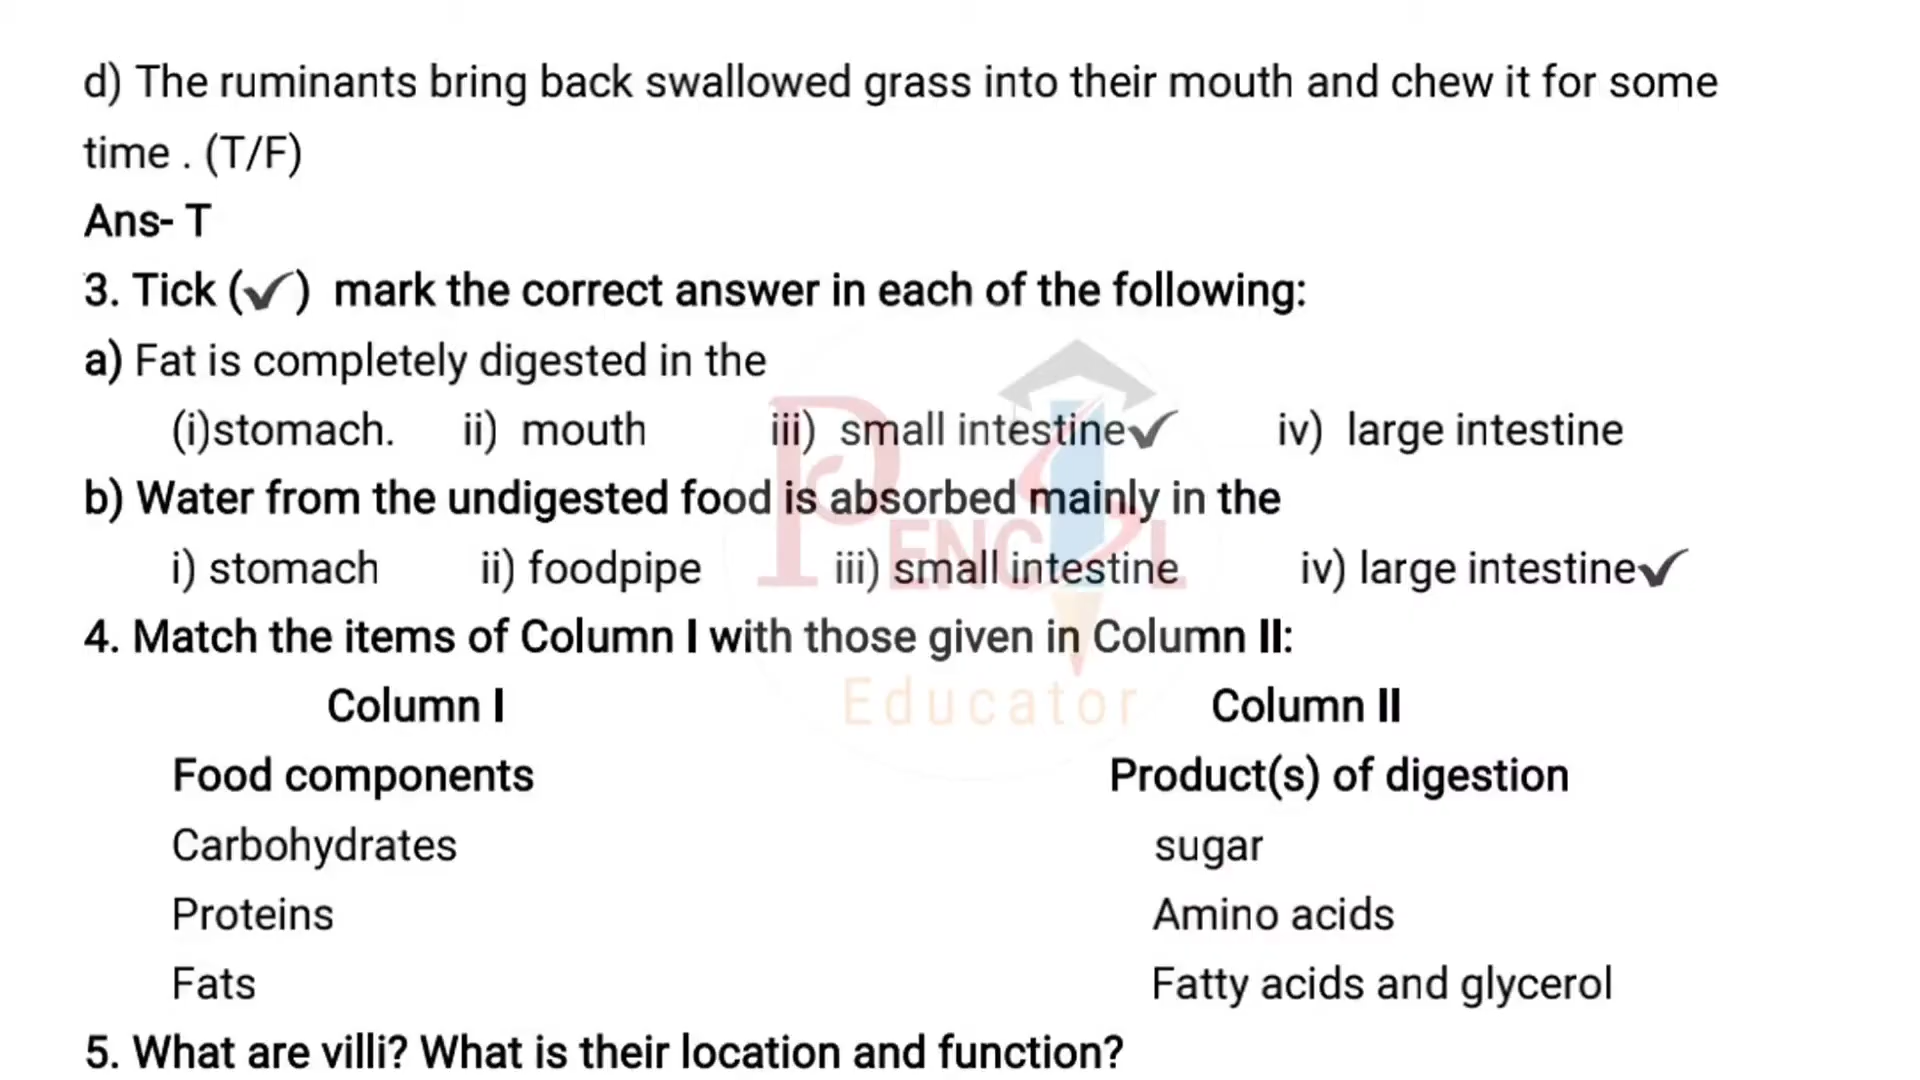 d) The ruminants bring back swallowed grass into their mouth and chew it for some
time . (T/F)
Ans- T
3. Tick (✓) mark the correct answer in each of the following:
a) Fat is completely digested in the
(i)stomach. ii) mouth iii) small intestine✓ iv) large intestine
b) Water from the undigested food is absorbed mainly in the
i) stomach ii) foodpipe iii) small intestine iv) large intestine✓
4. Match the items of Column I with those given in Column II:
Column I Column II
Food components Product(s) of digestion
Carbohydrates sugar
Proteins Amino acids
Fats Fatty acids and glycerol
5. What are villi? What is their location and function?
PENCIL
Educator